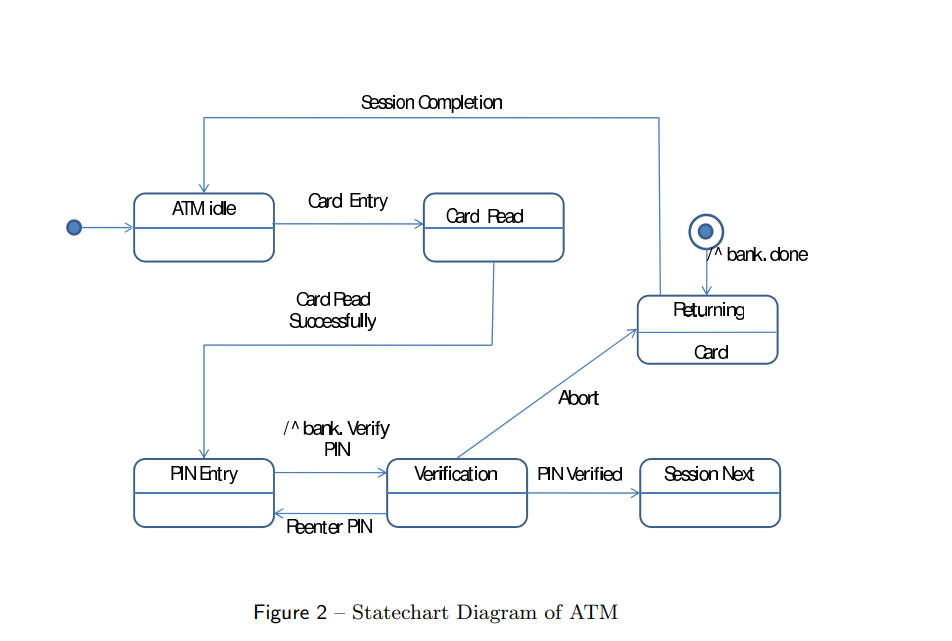 Session Completion
ATM idle
Card Entry
Card Read
/^ bank. done
Card Read
Successfully
Returning
Card
Abort
/^ bank. Verify
PIN
PIN Entry
Verification
PIN Verified
Session Next
Reenter PIN
Figure 2 – Statechart Diagram of ATM